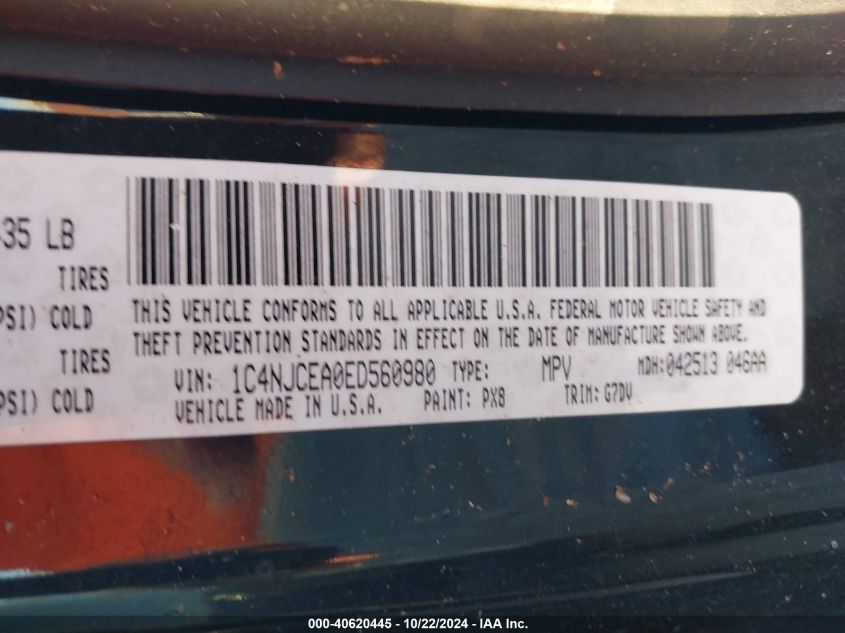 35 LB
TIRES
PSI) COLD
TIRES
PSI) COLD
THIS VEHICLE CONFORMS TO ALL APPLICABLE U.S.A. FEDERAL MOTOR VEHICLE SAFETY AND
THEFT PREVENTION STANDARDS IN EFFECT ON THE DATE OF MANUFACTURE SHOWN ABOVE.
VIN: 1C4NJCEA0ED560980 TYPE: MPV MDH:042513 046AA
VEHICLE MADE IN U.S.A. PAINT: PX8 TRIM: G7DV
000-40620445 - 10/22/2024 - IAA Inc.